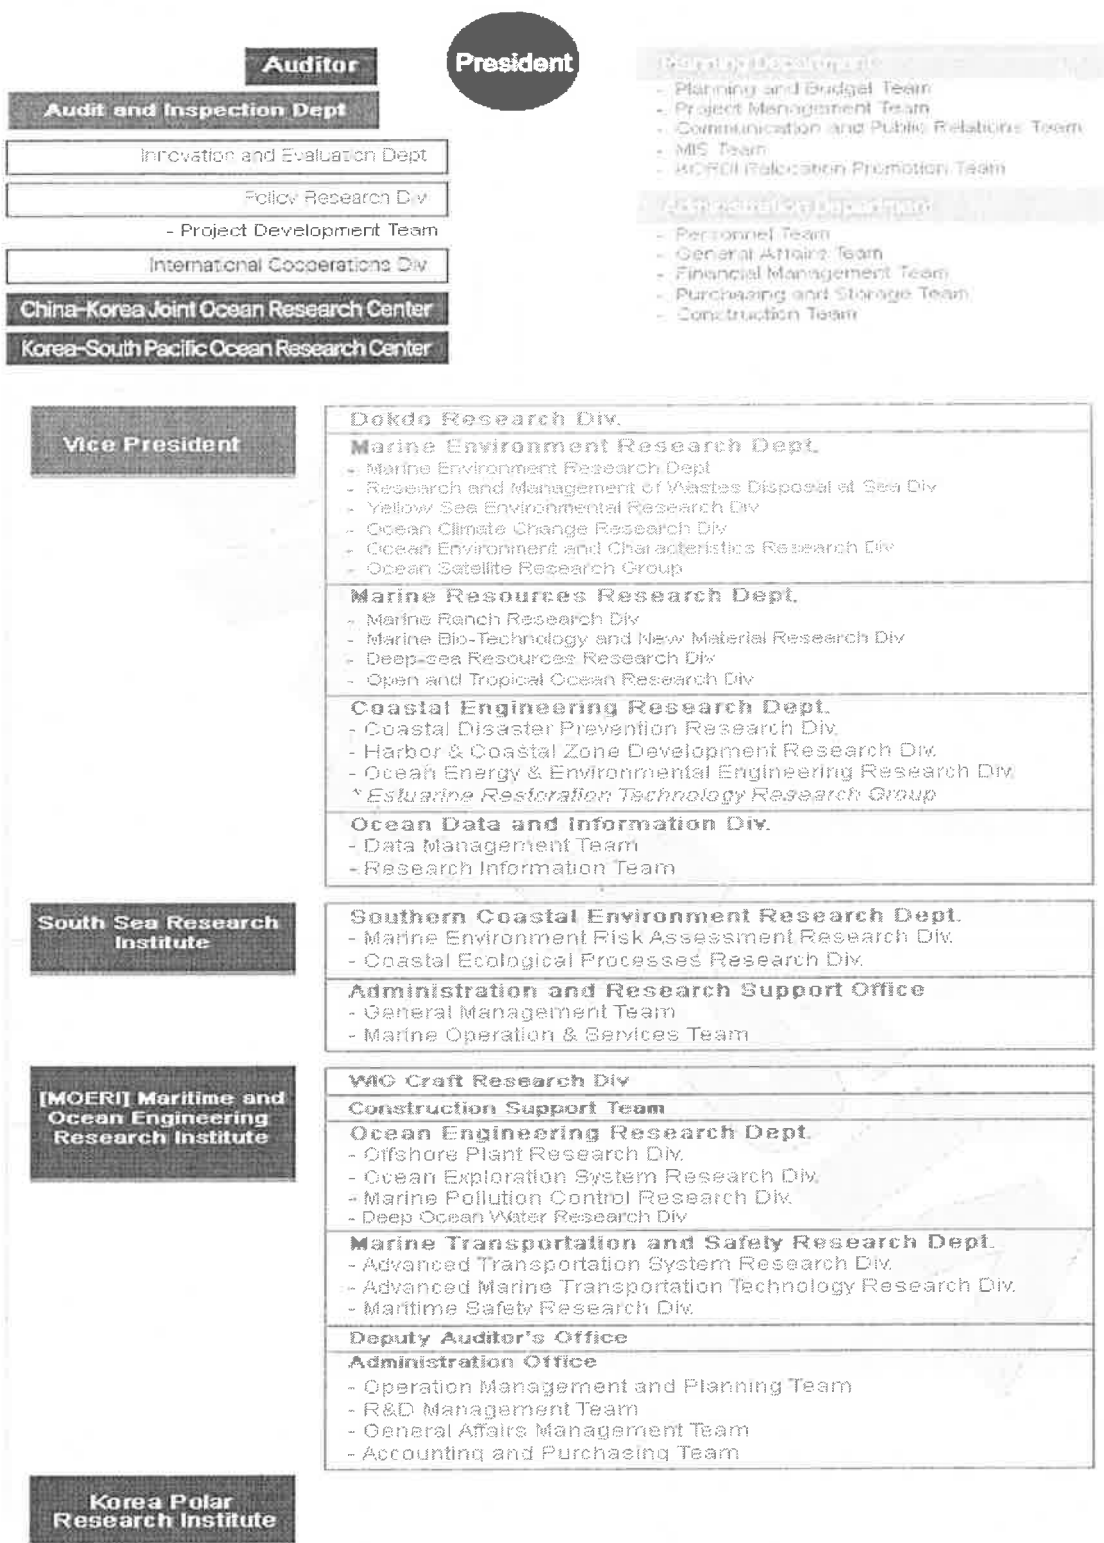 President
Auditor
Audit and Inspection Dept
Innovation and Evaluation Dept
Policy Research Div
- Project Development Team
International Cooperations Div
China-Korea Joint Ocean Research Center
Korea-South Pacific Ocean Research Center
Planning Department
- Planning and Budget Team
- Project Management Team
- Communication and Public Relations Team
- MIS Team
- KORDI Relocation Promotion Team
Administration Department
- Personnel Team
- General Affairs Team
- Financial Management Team
- Purchasing and Storage Team
- Construction Team
Vice President
Dokdo Research Div.
Marine Environment Research Dept.
- Marine Environment Research Dept
- Research and Management of Wastes Disposal at Sea Div
- Yellow Sea Environmental Research Div
- Ocean Climate Change Research Div
- Ocean Environment and Characteristics Research Div
- Ocean Satellite Research Group
Marine Resources Research Dept.
- Marine Ranch Research Div
- Marine Bio-Technology and New Material Research Div
- Deep-sea Resources Research Div
- Open and Tropical Ocean Research Div
Coastal Engineering Research Dept.
- Coastal Disaster Prevention Research Div.
- Harbor & Coastal Zone Development Research Div.
- Ocean Energy & Environmental Engineering Research Div.
* Estuarine Restoration Technology Research Group
Ocean Data and Information Div.
- Data Management Team
- Research Information Team
South Sea Research
Institute
Southern Coastal Environment Research Dept.
- Marine Environment Risk Assessment Research Div.
- Coastal Ecological Processes Research Div.
Administration and Research Support Office
- General Management Team
- Marine Operation & Services Team
[MOERI] Maritime and
Ocean Engineering
Research Institute
WIG Craft Research Div
Construction Support Team
Ocean Engineering Research Dept.
- Offshore Plant Research Div.
- Ocean Exploration System Research Div.
- Marine Pollution Control Research Div.
- Deep Ocean Water Research Div
Marine Transportation and Safety Research Dept.
- Advanced Transportation System Research Div.
- Advanced Marine Transportation Technology Research Div.
- Maritime Safety Research Div.
Deputy Auditor's Office
Administration Office
- Operation Management and Planning Team
- R&D Management Team
- General Affairs Management Team
- Accounting and Purchasing Team
Korea Polar
Research Institute